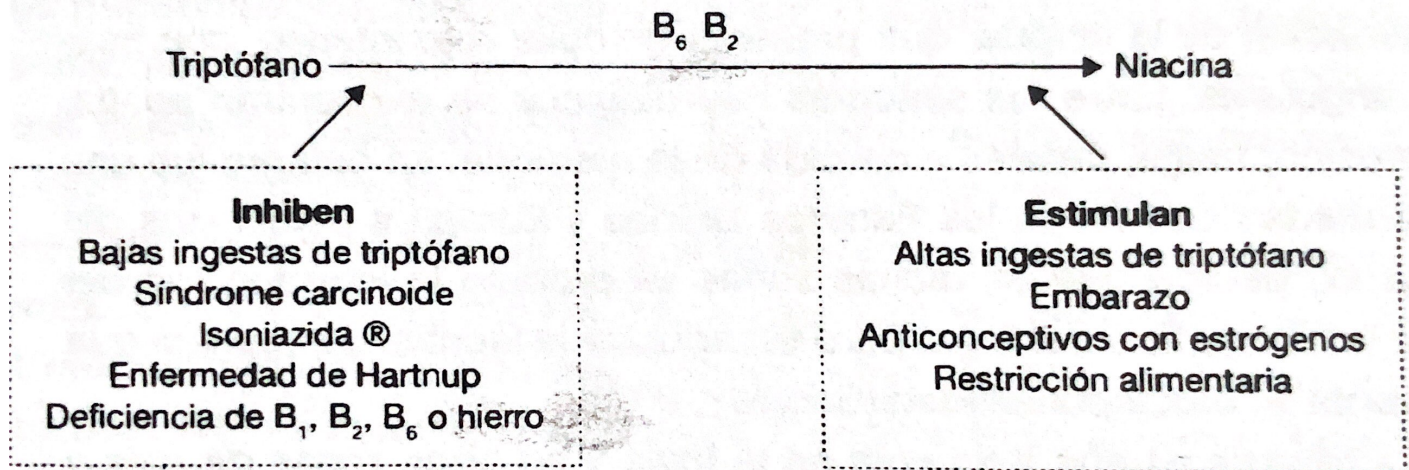 B₆ B₂
Triptófano Niacina
Inhiben
Bajas ingestas de triptófano
Síndrome carcinoide
Isoniazida ®
Enfermedad de Hartnup
Deficiencia de B₁, B₂, B₆ o hierro
Estimulan
Altas ingestas de triptófano
Embarazo
Anticonceptivos con estrógenos
Restricción alimentaria